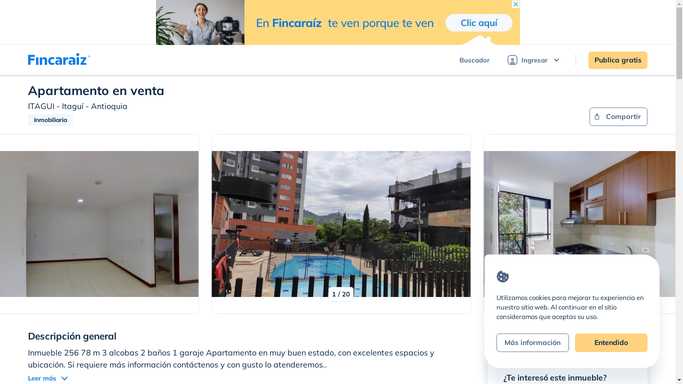 En Fincaraíz te ven porque te ven
Clic aquí
Fincaraíz
Buscador
Ingresar
Publica gratis
Apartamento en venta
ITAGUI - Itaguí - Antioquia
Inmobiliaria
Compartir
1 / 20
Utilizamos cookies para mejorar tu experiencia en
nuestro sitio web. Al continuar en el sitio
consideramos que aceptas su uso.
Más información
Entendido
Descripción general
Inmueble 256 78 m 3 alcobas 2 baños 1 garaje Apartamento en muy buen estado, con excelentes espacios y
ubicación. Si requiere más información contáctenos y con gusto lo atenderemos..
Leer más
¿Te interesó este inmueble?